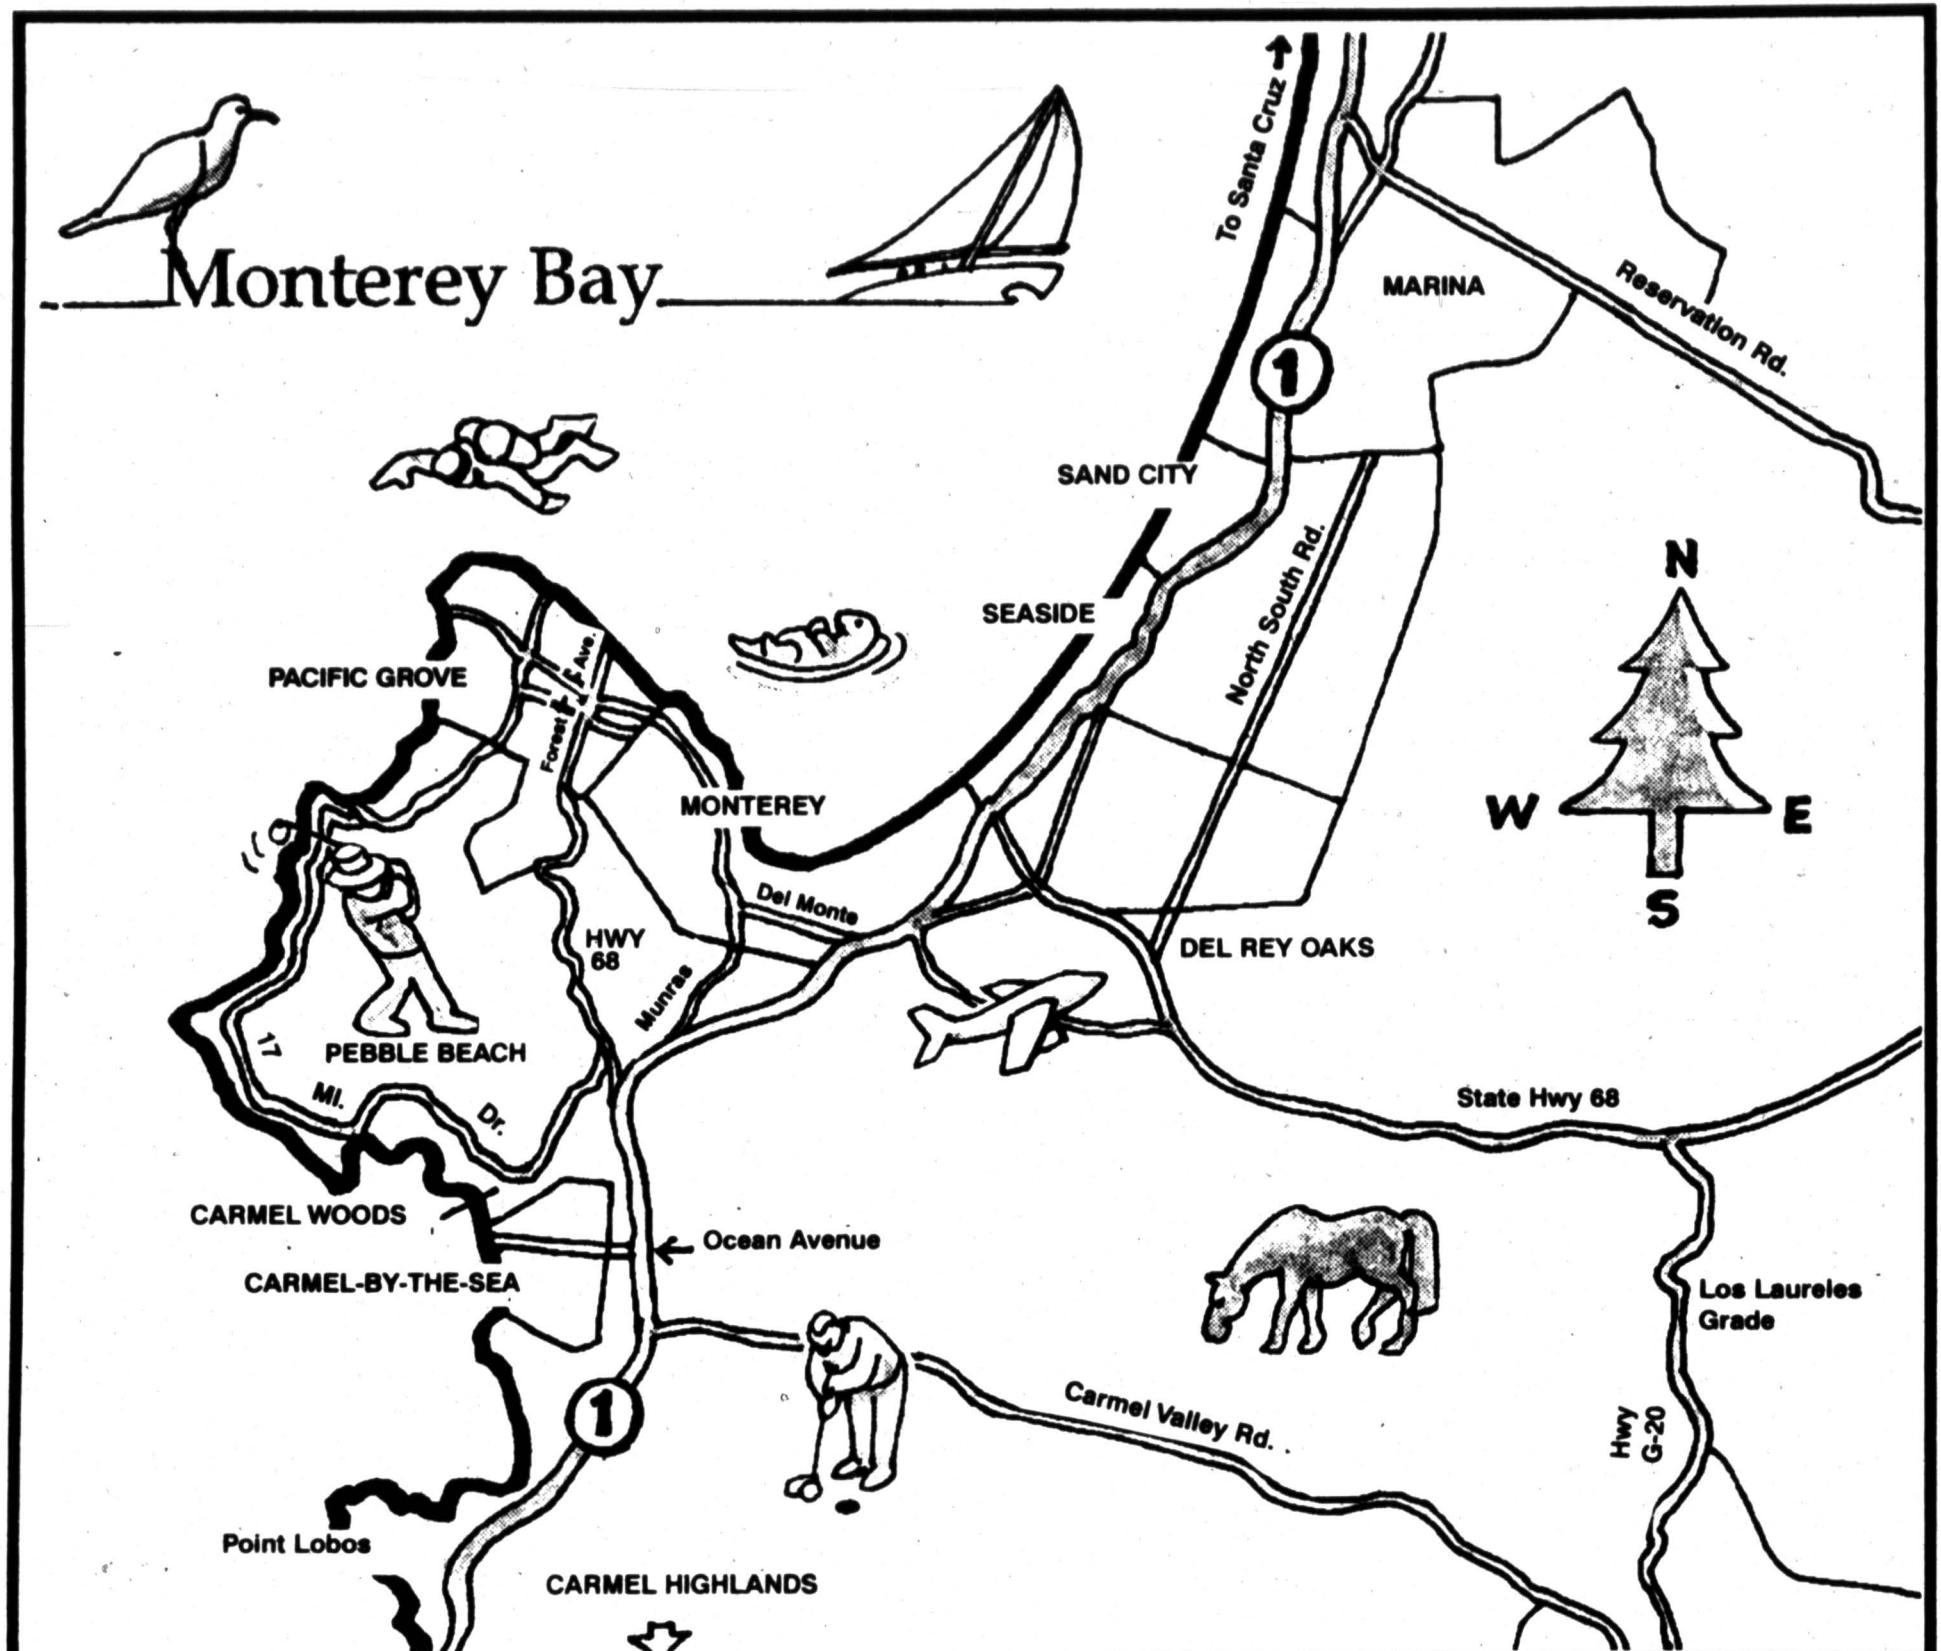 To Santa Cruz
Monterey Bay
MARINA
Reservation Rd.
1
SAND CITY
North South Rd.
N
SEASIDE
PACIFIC GROVE
Forest Ave.
MONTEREY
W
E
S
Del Monte
HWY
68
Munras
DEL REY OAKS
17
Mi.
Dr.
PEBBLE BEACH
State Hwy 68
CARMEL WOODS
Ocean Avenue
CARMEL-BY-THE-SEA
Los Laureles
Grade
1
Carmel Valley Rd.
Hwy
G-20
Point Lobos
CARMEL HIGHLANDS